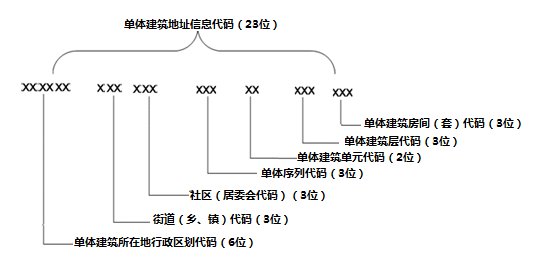 单体建筑地址信息代码（23位）
XXXXXX XXX XXX XXX XX XXX XXX
单体建筑房间（套）代码（3位）
单体建筑层代码（3位）
单体建筑单元代码（2位）
单体序列代码（3位）
社区（居委会代码）（3位）
街道（乡、镇）代码（3位）
单体建筑所在地行政区划代码（6位）